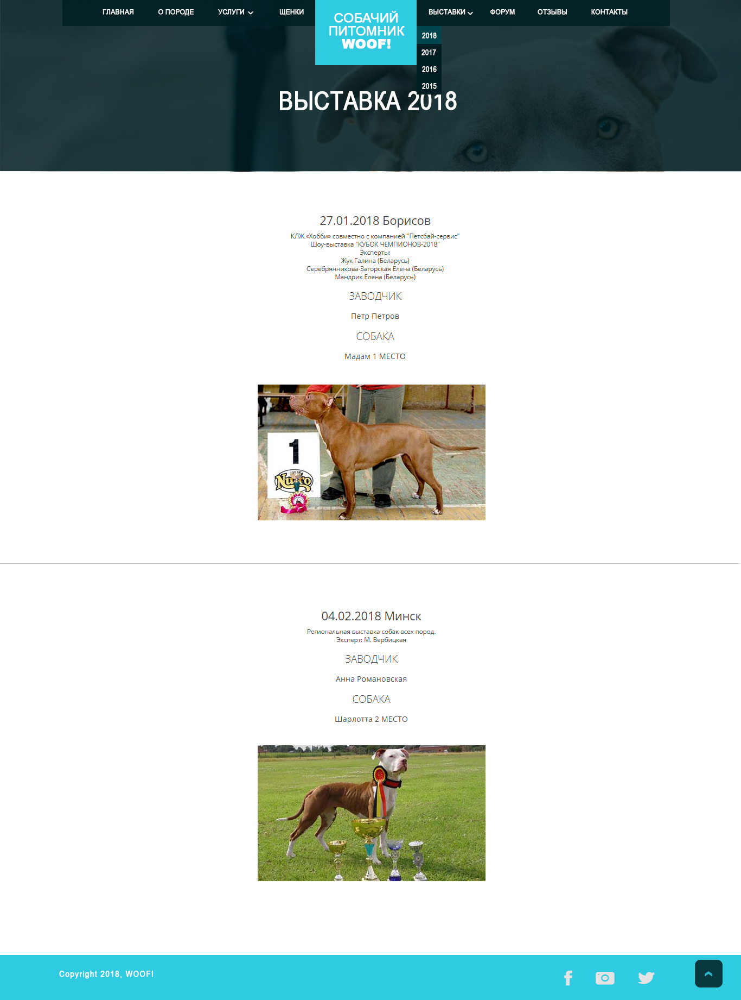 ГЛАВНАЯ
О ПОРОДЕ
УСЛУГИ
ЩЕНКИ
СОБАЧИЙ
ПИТОМНИК
WOOF!
ВЫСТАВКИ
ФОРУМ
ОТЗЫВЫ
КОНТАКТЫ
2018
2017
2016
2015
ВЫСТАВКА 2018
27.01.2018 Борисов
КЛЖ «Хобби» совместно с компанией "Петсбай-сервис"
Шоу-выставка "КУБОК ЧЕМПИОНОВ-2018"
Эксперты:
Жук Галина (Беларусь)
Серебрянникова-Загорская Елена (Беларусь)
Мандрик Елена (Беларусь)
ЗАВОДЧИК
Петр Петров
СОБАКА
Мадам 1 МЕСТО
1
Nutro
04.02.2018 Минск
Региональная выставка собак всех пород.
Эксперт: М. Вербицкая
ЗАВОДЧИК
Анна Романовская
СОБАКА
Шарлотта 2 МЕСТО
Copyright 2018, WOOF!